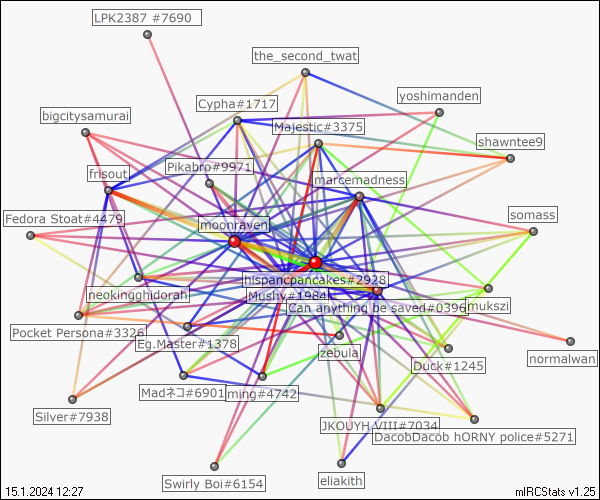 LPK2387 #7690
the_second_twat
Cypha#1717
yoshimanden
bigcitysamurai
Majestic#3375
shawntee9
Pikabro#9971
frisout
marcemadness
Fedora Stoat#4479
moonraven
somass
hispancpancakes#2928
neokingghidorah
Mushy#1984
Can anything be saved#0396
mukszi
Pocket Persona#3326
Eg.Master#1378
zebula
normalwan
Duck#1245
Madネコ#6901
ming#4742
Silver#7938
JKOUYH VIII#7034
DacobDacob hORNY police#5271
Swirly Boi#6154
eliakith
15.1.2024 12:27
mIRCStats v1.25